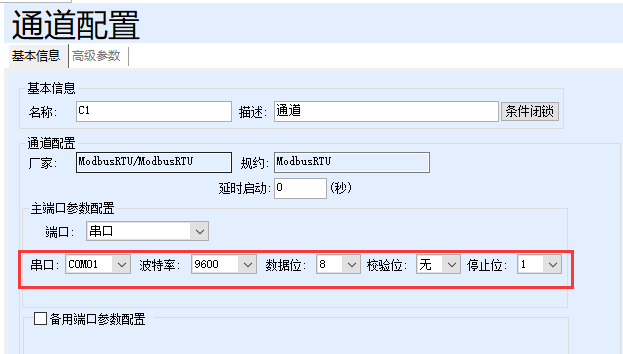 通道配置
基本信息 高级参数
基本信息
名称: C1 描述: 通道 条件闭锁
通道配置
厂家: ModbusRTU/ModbusRTU 规约: ModbusRTU
延时启动: 0 (秒)
主端口参数配置
端口: 串口
串口: COM01 波特率: 9600 数据位: 8 校验位: 无 停止位: 1
备用端口参数配置